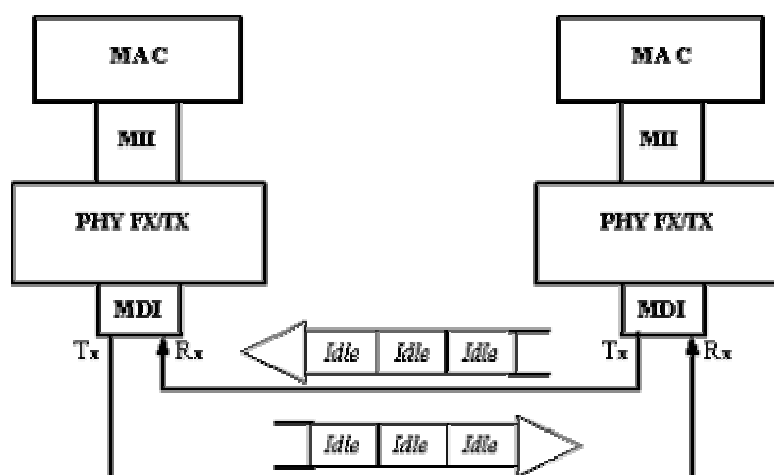 MAC MAC
MII MII
PHY FX/TX PHY FX/TX
MDI MDI
Tx Rx Idle Idle Idle Tx Rx
Idle Idle Idle